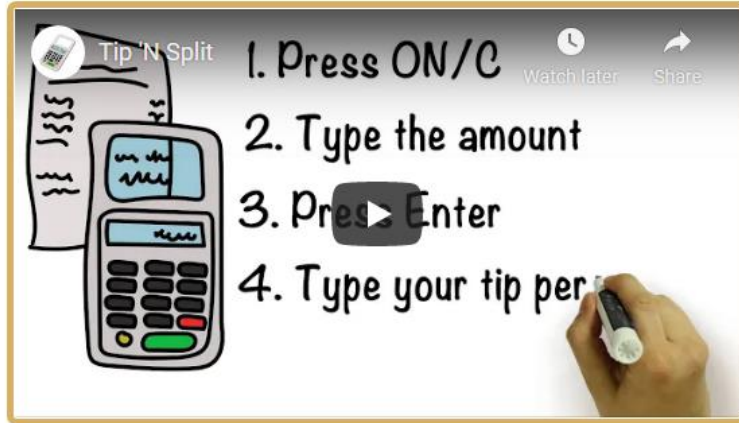 Tip 'N Split
Watch later
Share
1. Press ON/C
2. Type the amount
3. Press Enter
4. Type your tip per